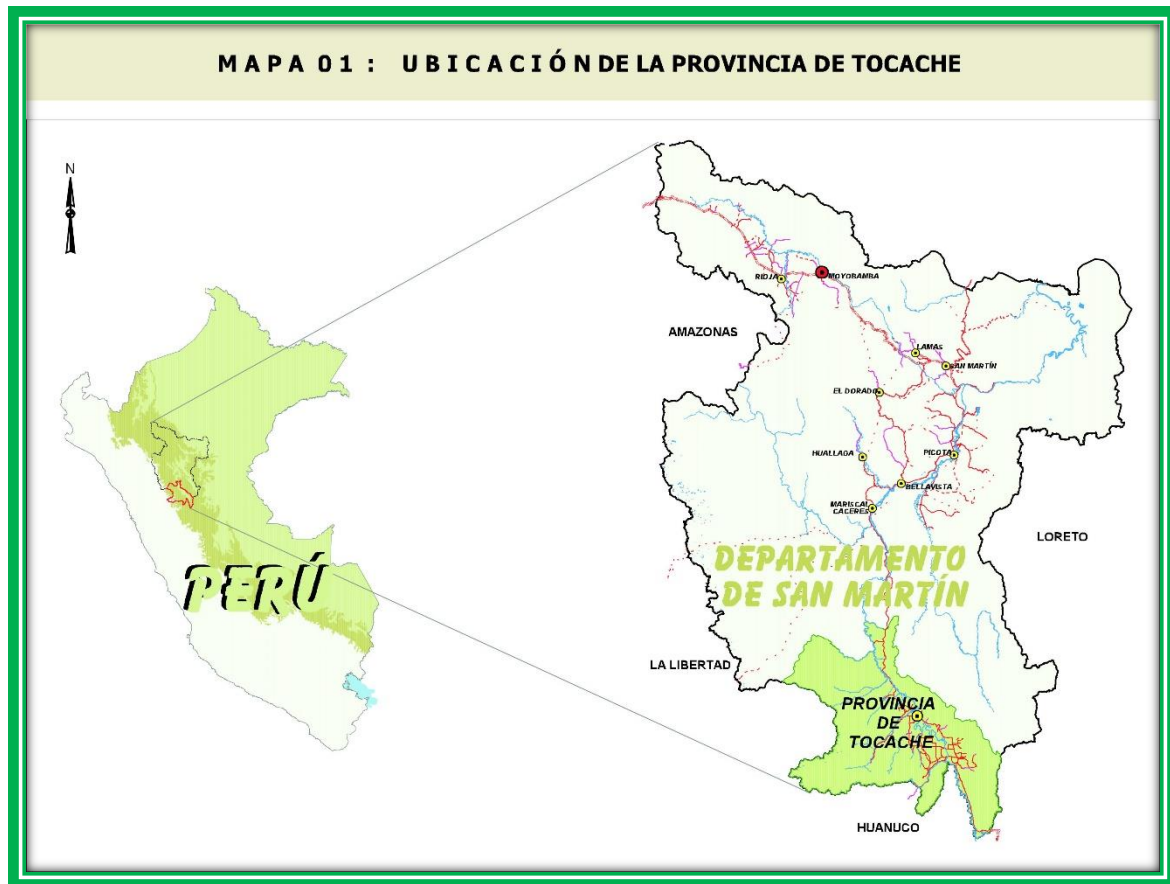 MAPA 01 : UBICACIÓN DE LA PROVINCIA DE TOCACHE
N
RIOJA
MOYOBAMBA
AMAZONAS
LAMAS
SAN MARTÍN
EL DORADO
HUALLAGA
PICOTA
BELLAVISTA
MARISCAL
CÁCERES
LORETO
PERÚ
DEPARTAMENTO
DE SAN MARTÍN
LA LIBERTAD
PROVINCIA
DE
TOCACHE
HUANUCO